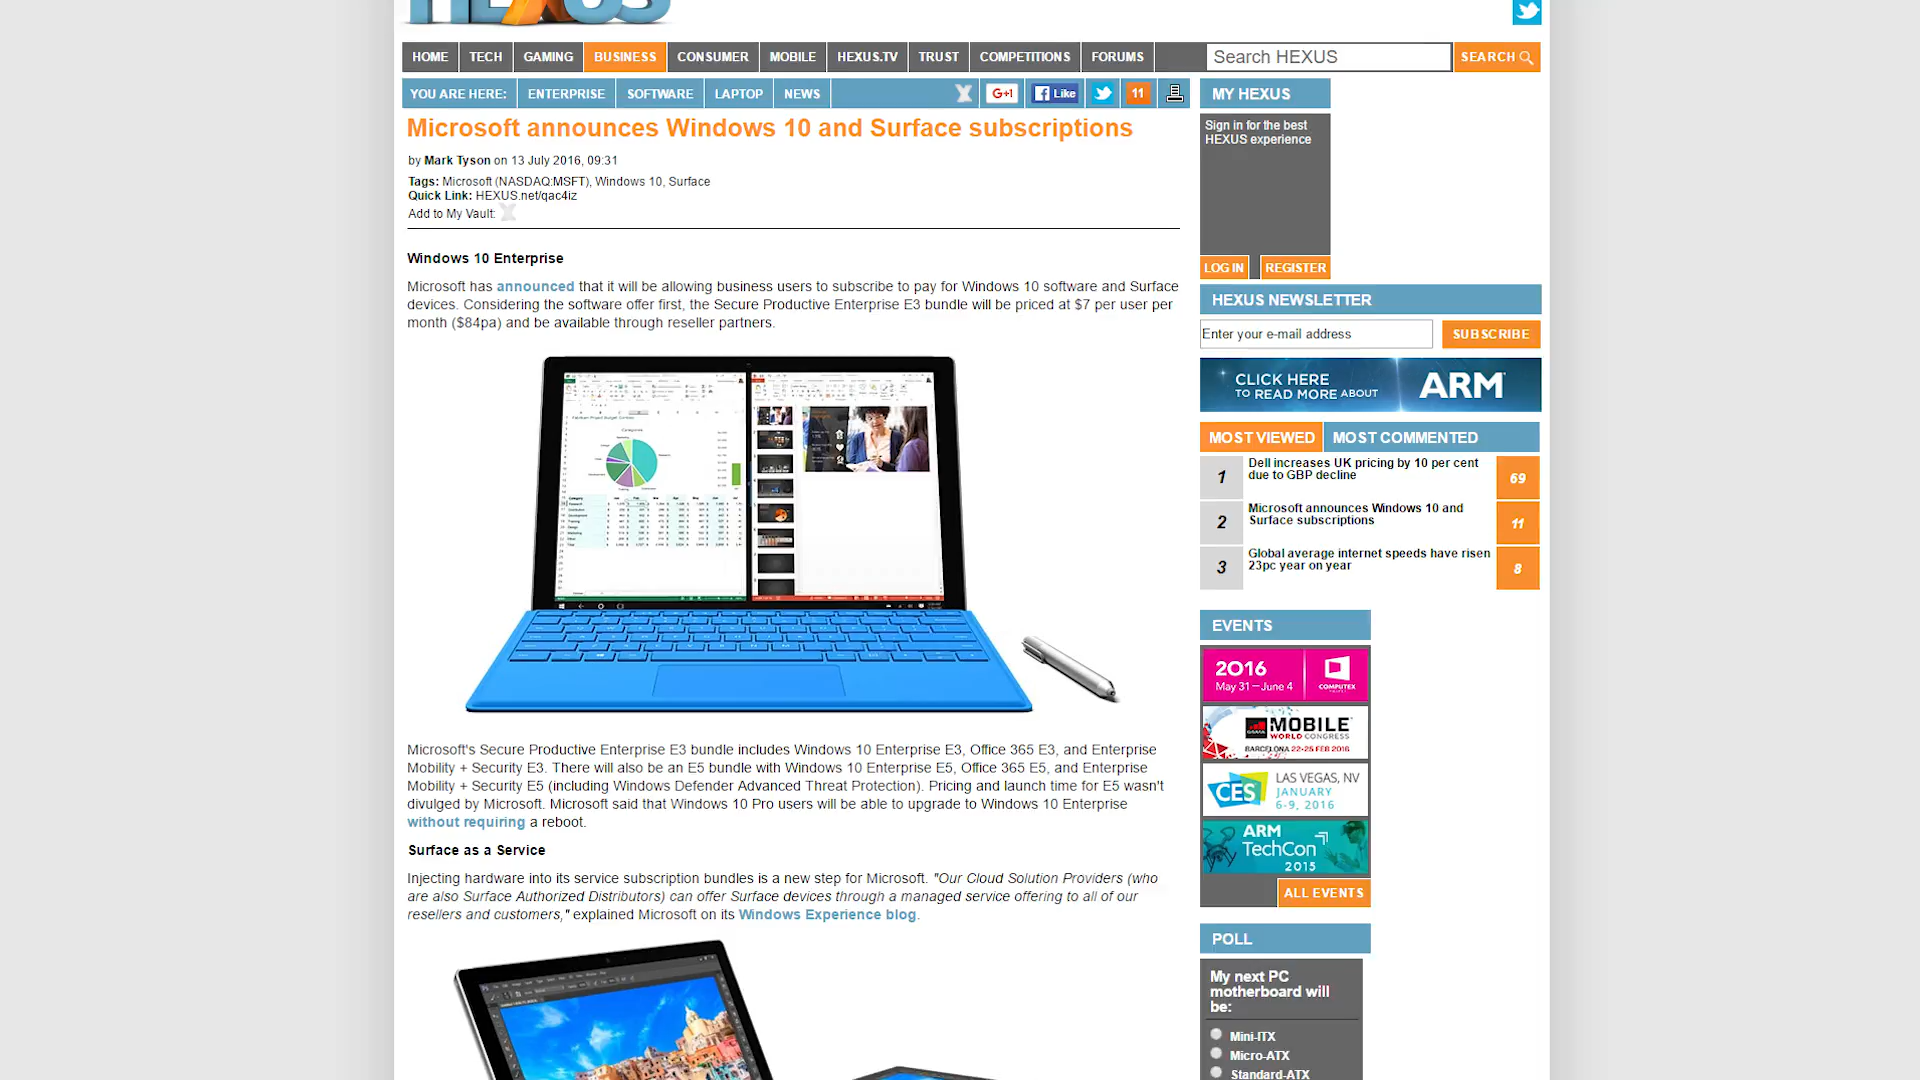 HEXUS
HOME TECH GAMING BUSINESS CONSUMER MOBILE HEXUS.TV TRUST COMPETITIONS FORUMS Search HEXUS SEARCH
YOU ARE HERE: ENTERPRISE SOFTWARE LAPTOP NEWS G+1 Like 11
Microsoft announces Windows 10 and Surface subscriptions
by Mark Tyson on 13 July 2016, 09:31
Tags: Microsoft (NASDAQ:MSFT), Windows 10, Surface
Quick Link: HEXUS.net/qac4iz
Add to My Vault:
Windows 10 Enterprise
Microsoft has announced that it will be allowing business users to subscribe to pay for Windows 10 software and Surface
devices. Considering the software offer first, the Secure Productive Enterprise E3 bundle will be priced at $7 per user per
month ($84pa) and be available through reseller partners.
Microsoft's Secure Productive Enterprise E3 bundle includes Windows 10 Enterprise E3, Office 365 E3, and Enterprise
Mobility + Security E3. There will also be an E5 bundle with Windows 10 Enterprise E5, Office 365 E5, and Enterprise
Mobility + Security E5 (including Windows Defender Advanced Threat Protection). Pricing and launch time for E5 wasn't
divulged by Microsoft. Microsoft said that Windows 10 Pro users will be able to upgrade to Windows 10 Enterprise
without requiring a reboot.
Surface as a Service
Injecting hardware into its service subscription bundles is a new step for Microsoft. "Our Cloud Solution Providers (who
are also Surface Authorized Distributors) can offer Surface devices through a managed service offering to all of our
resellers and customers," explained Microsoft on its Windows Experience blog.
MY HEXUS
Sign in for the best
HEXUS experience
LOG IN REGISTER
HEXUS NEWSLETTER
Enter your e-mail address SUBSCRIBE
CLICK HERE
TO READ MORE ABOUT ARM
MOST VIEWED MOST COMMENTED
1 Dell increases UK pricing by 10 per cent
due to GBP decline 69
2 Microsoft announces Windows 10 and
Surface subscriptions 11
3 Global average internet speeds have risen
23pc year on year 8
EVENTS
2016
May 31-June 4 COMPUTEX
MOBILE
WORLD CONGRESS
BARCELONA 22-25 FEB 2016
CES LAS VEGAS, NV
JANUARY
6-9, 2016
ARM
TechCon
2015
ALL EVENTS
POLL
My next PC
motherboard will
be:
Mini-ITX
Micro-ATX
Standard-ATX